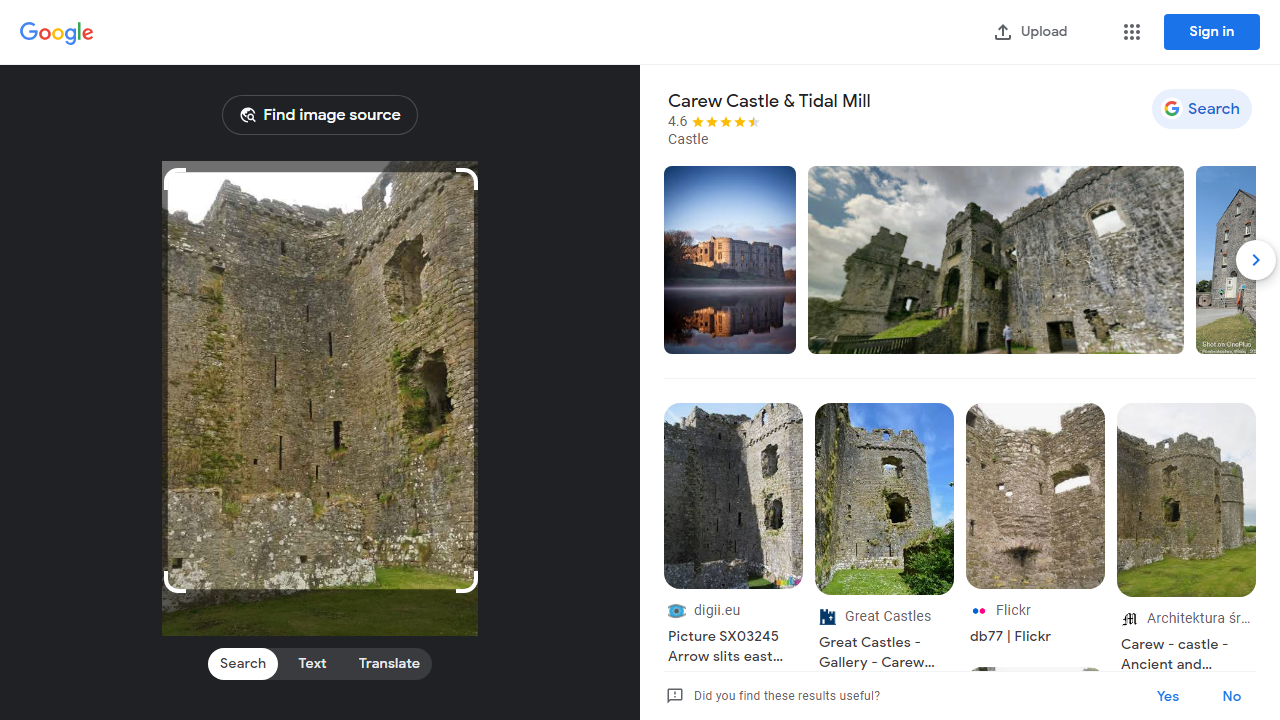 Google
Upload
Sign in
Find image source
Search
Text
Translate
Carew Castle & Tidal Mill
4.6
Castle
Search
Shot on OnePlus
digii.eu
Picture SX03245
Arrow slits east...
Great Castles
Great Castles -
Gallery - Carew...
Flickr
db77 | Flickr
Architektura śr...
Carew - castle -
Ancient and...
Did you find these results useful?
Yes
No